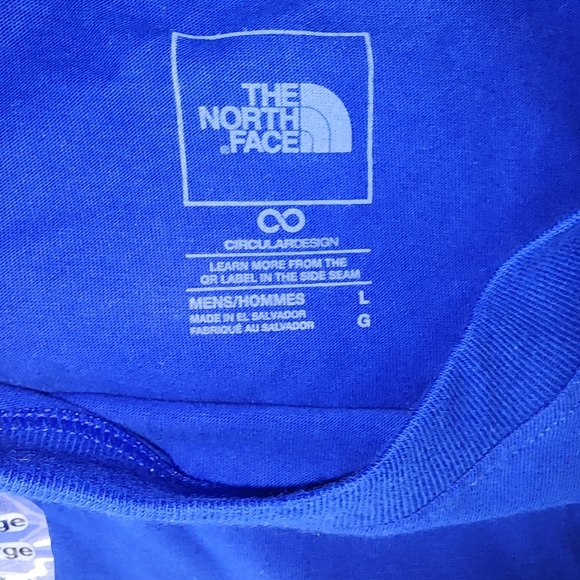 THE
NORTH
FACE
CIRCULARDESIGN
LEARN MORE FROM THE
QR LABEL IN THE SIDE SEAM
MENS/HOMMES L
MADE IN EL SALVADOR
FABRIQUÉ AU SALVADOR G